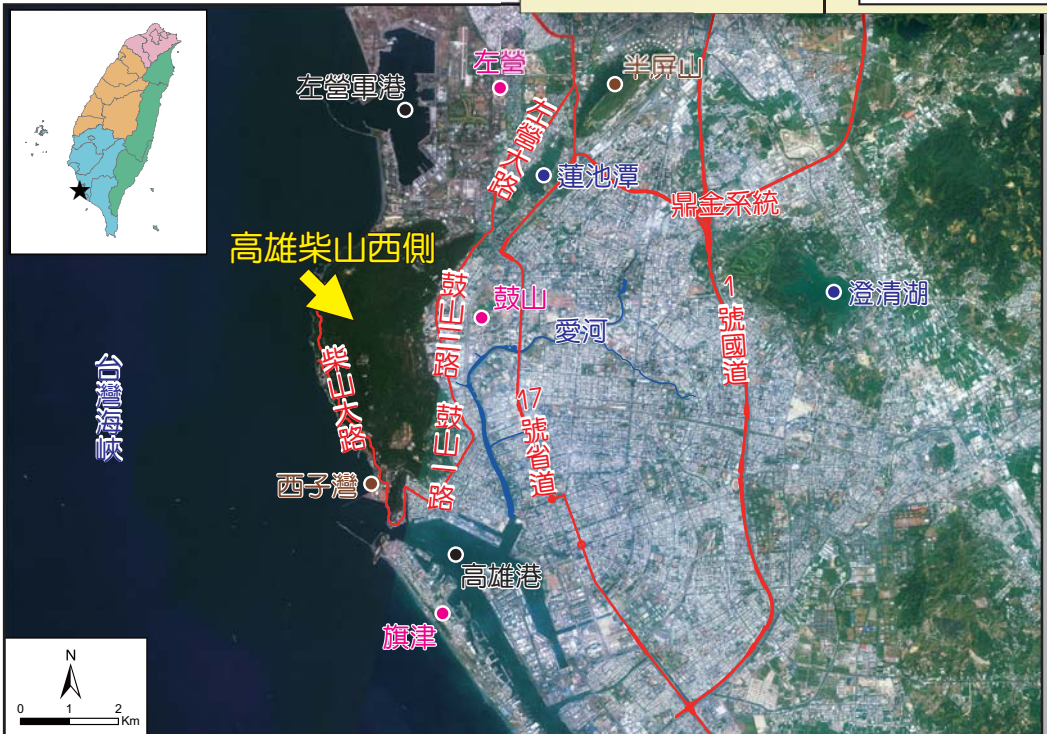 左營
半屏山
左營軍港
左營大路
蓮池潭
鼎金系統
高雄柴山西側
鼓山三路
鼓山
1號國道
澄清湖
愛河
台灣海峽
柴山大路
17號省道
鼓山一路
西子灣
高雄港
旗津
N
0 1 2
Km